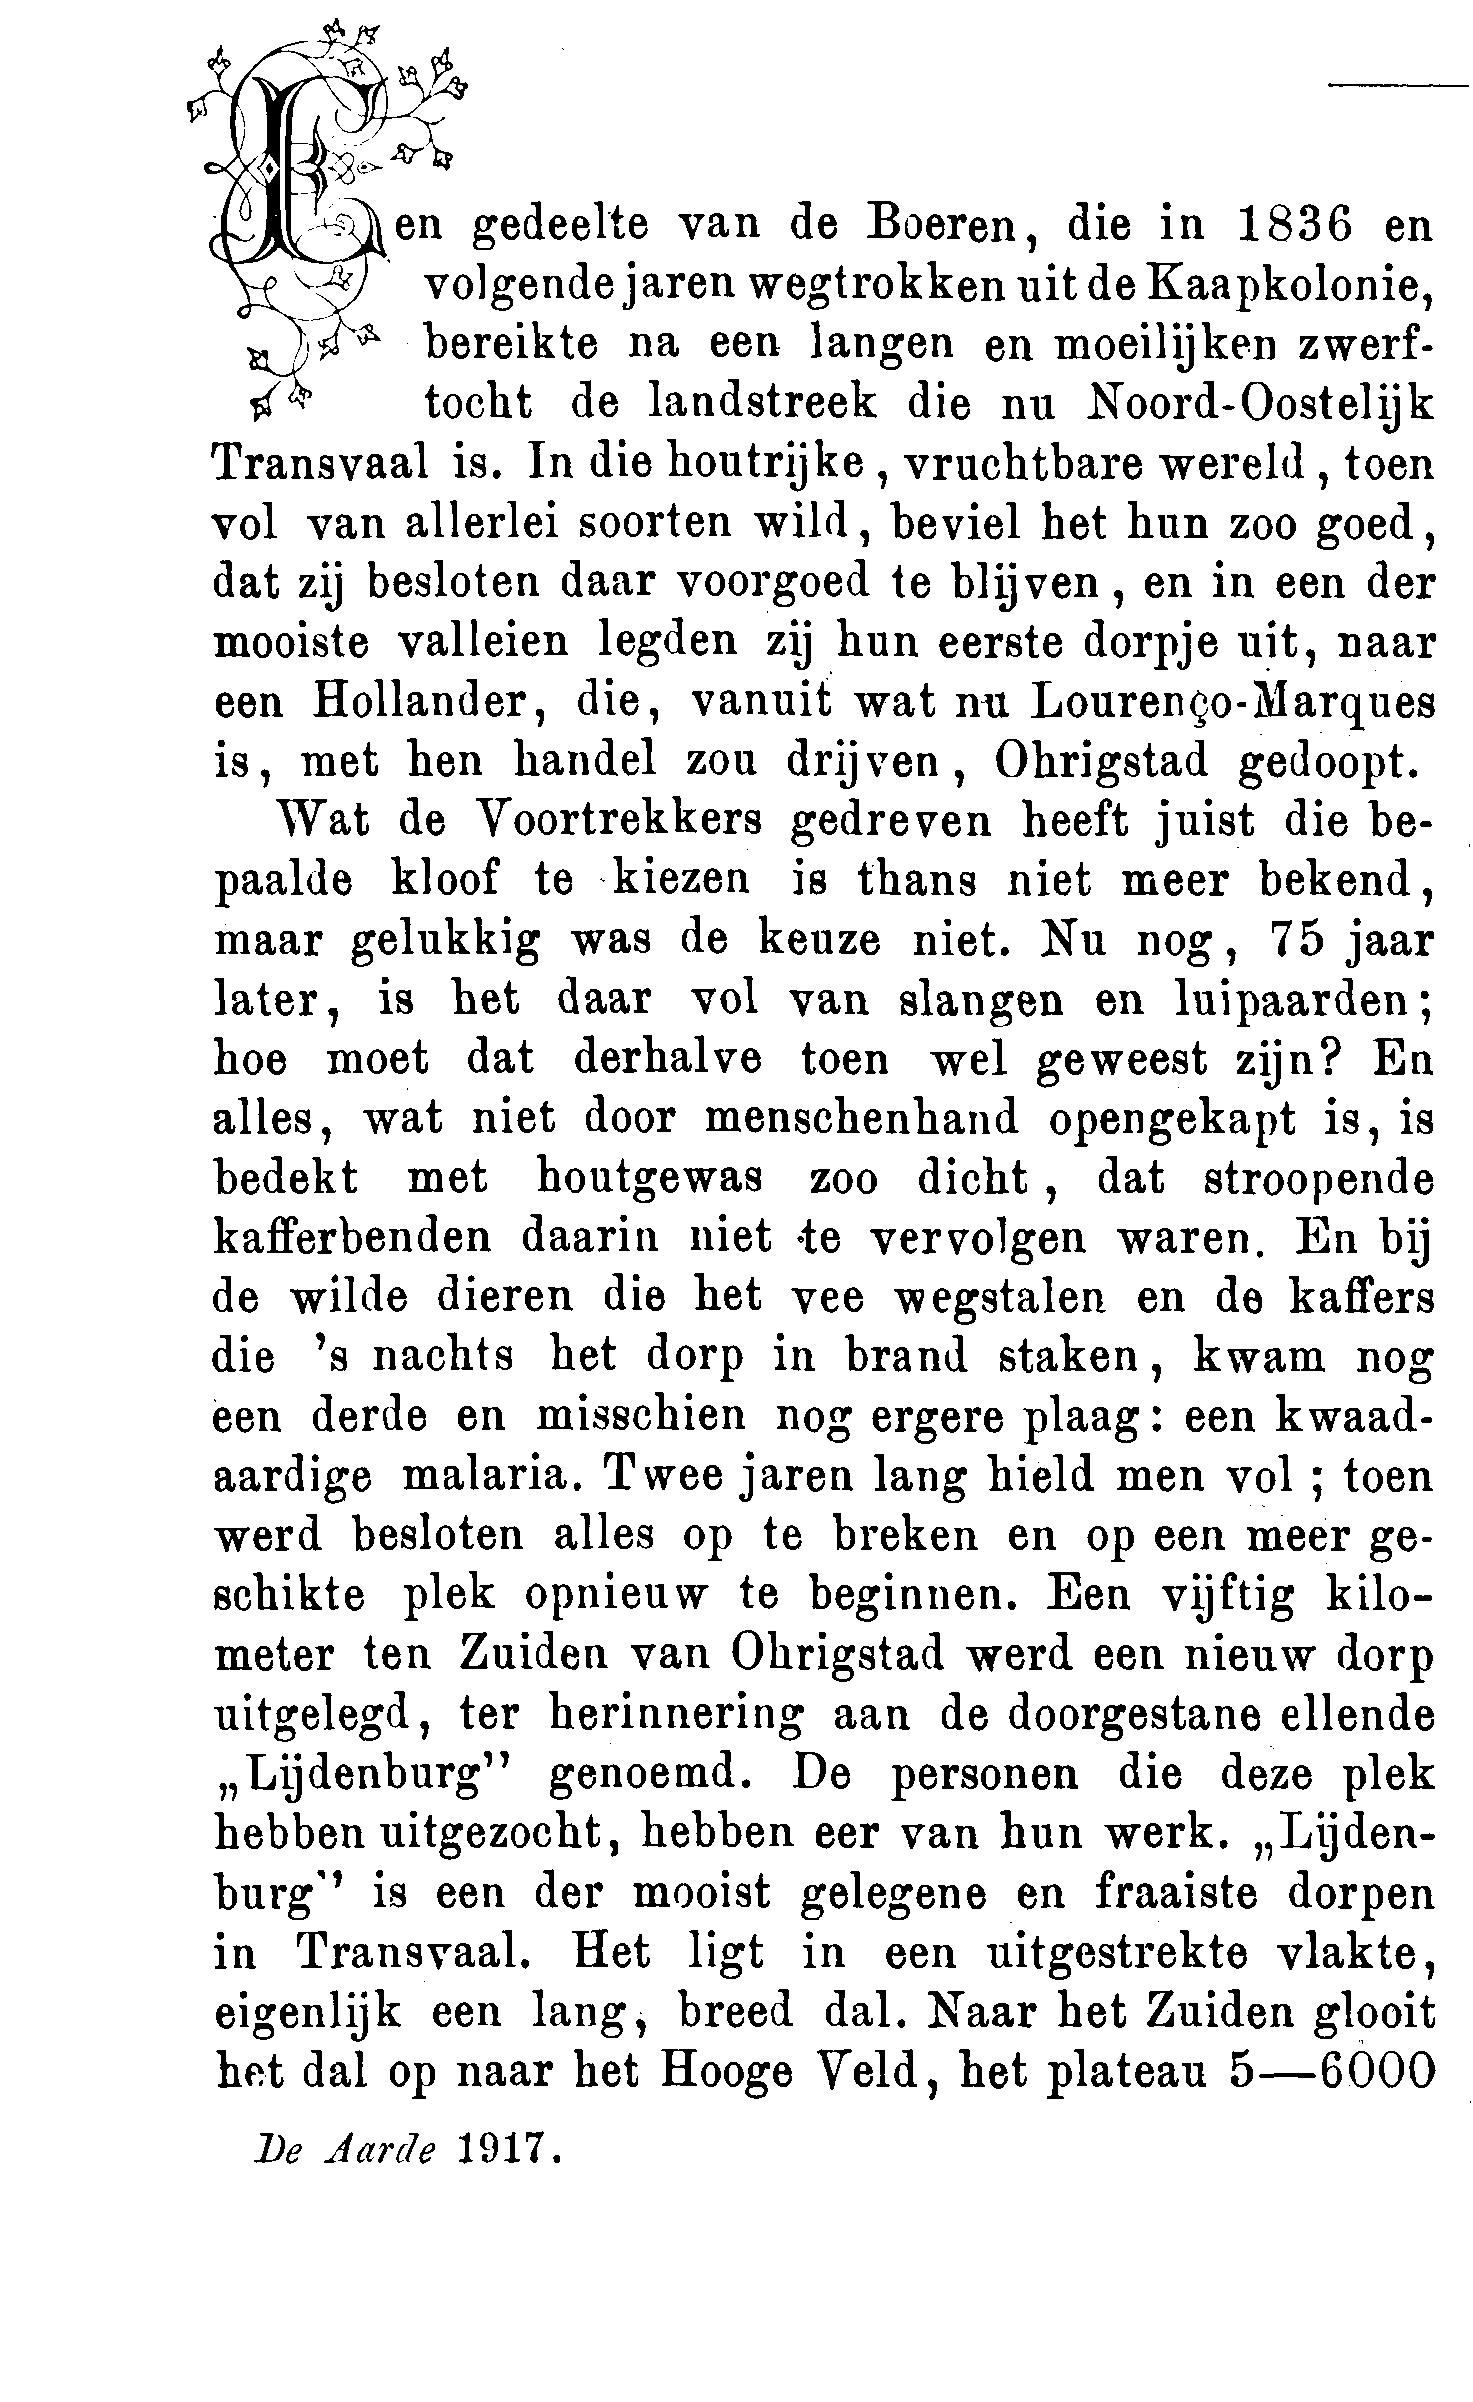 Een gedeelte van de Boeren, die in 1836 en
volgende jaren wegtrokken uit de Kaapkolonie,
bereikte na een langen en moeilijken zwerf-
tocht de landstreek die nu Noord-Oostelijk
Transvaal is. In die houtrijke, vruchtbare wereld, toen
vol van allerlei soorten wild, beviel het hun zoo goed,
dat zij besloten daar voorgoed te blijven, en in een der
mooiste valleien legden zij hun eerste dorpje uit, naar
een Hollander, die, vanuit wat nu Lourenço-Marques
is, met hen handel zou drijven, Ohrigstad gedoopt.
Wat de Voortrekkers gedreven heeft juist die be-
paalde kloof te kiezen is thans niet meer bekend,
maar gelukkig was de keuze niet. Nu nog, 75 jaar
later, is het daar vol van slangen en luipaarden;
hoe moet dat derhalve toen wel geweest zijn? En
alles, wat niet door menschenhand opengekapt is, is
bedekt met houtgewas zoo dicht, dat stroopende
kafferbenden daarin niet te vervolgen waren. En bij
de wilde dieren die het vee wegstalen en de kaffers
die 's nachts het dorp in brand staken, kwam nog
een derde en misschien nog ergere plaag: een kwaad-
aardige malaria. Twee jaren lang hield men vol; toen
werd besloten alles op te breken en op een meer ge-
schikte plek opnieuw te beginnen. Een vijftig kilo-
meter ten Zuiden van Ohrigstad werd een nieuw dorp
uitgelegd, ter herinnering aan de doorgestane ellende
„Lijdenburg” genoemd. De personen die deze plek
hebben uitgezocht, hebben eer van hun werk. „Lijden-
burg” is een der mooist gelegene en fraaiste dorpen
in Transvaal. Het ligt in een uitgestrekte vlakte,
eigenlijk een lang, breed dal. Naar het Zuiden glooit
het dal op naar het Hooge Veld, het plateau 5—6000
De Aarde 1917.